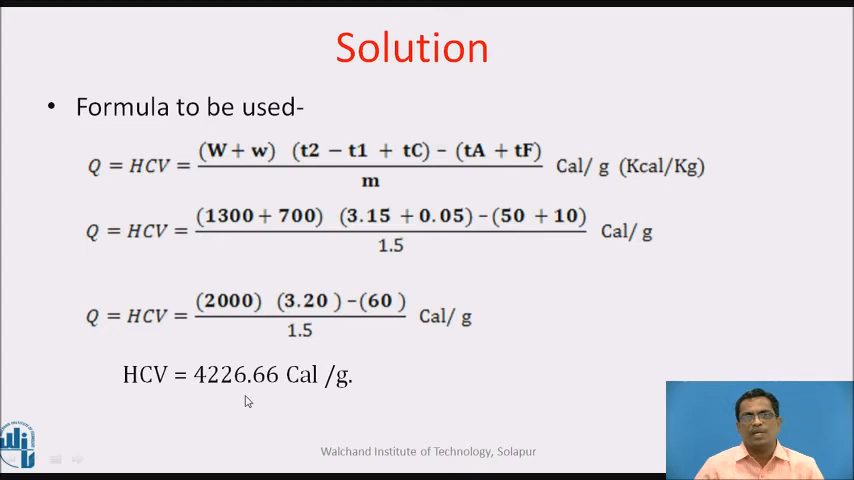 Solution
• Formula to be used-
Q = HCV = (W + w) (t2 − t1 + tC) − (tA + tF) / m Cal/ g (Kcal/Kg)
Q = HCV = (1300 + 700) (3.15 + 0.05) − (50 + 10) / 1.5 Cal/ g
Q = HCV = (2000) (3.20 ) − (60 ) / 1.5 Cal/ g
HCV = 4226.66 Cal /g.
Walchand Institute of Technology, Solapur